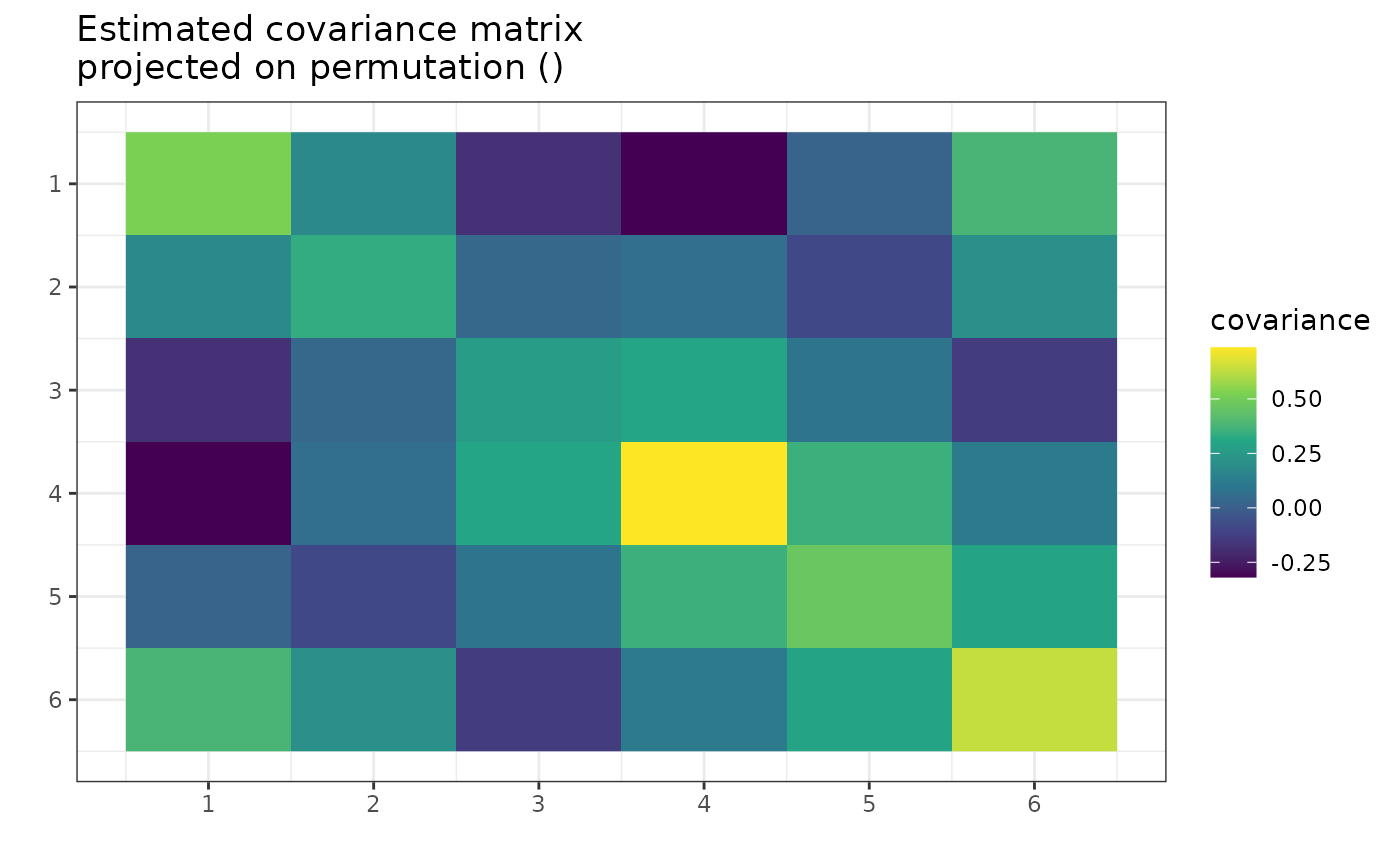 Estimated covariance matrix
projected on permutation ()
1
2
3
4
5
6
1 2 3 4 5 6
covariance
0.50
0.25
0.00
-0.25